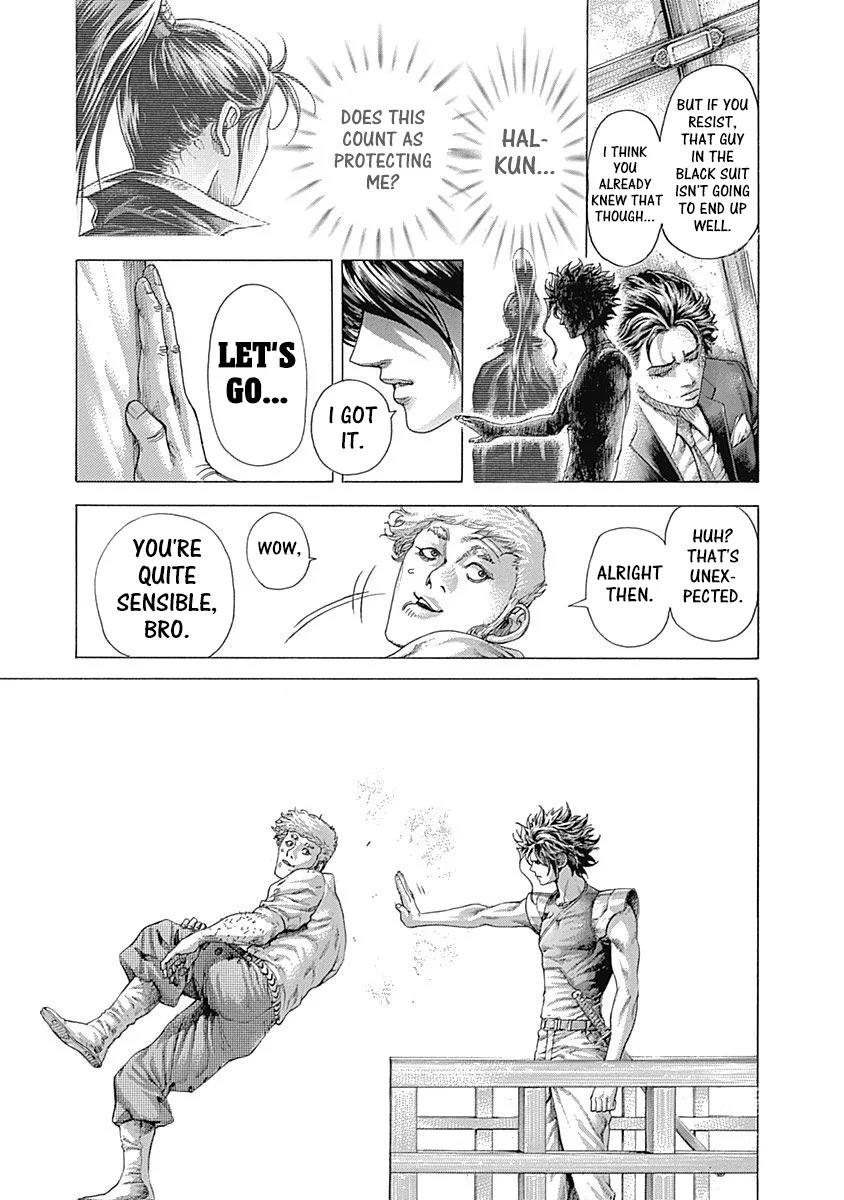 BUT IF YOU
RESIST,
THAT GUY
IN THE
BLACK SUIT
ISN'T GOING
TO END UP
WELL.
I THINK
YOU
ALREADY
KNEW THAT
THOUGH...
HAL-
KUN...
DOES THIS
COUNT AS
PROTECTING
ME?
I GOT
IT.
LET'S
GO...
HUH?
THAT'S
UNEX-
PECTED.
ALRIGHT
THEN.
WOW,
YOU'RE
QUITE
SENSIBLE,
BRO.